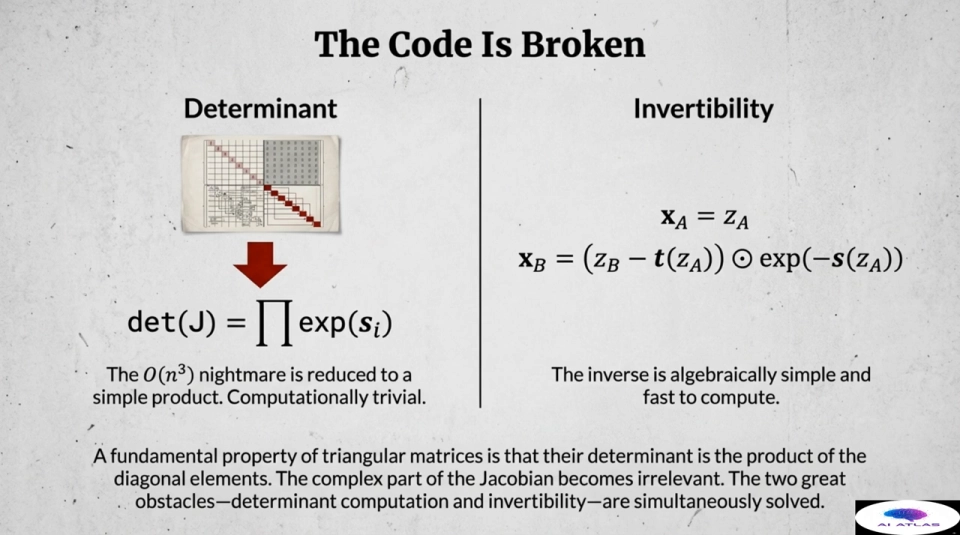 The Code Is Broken
Determinant
det(J) = ∏ exp(sᵢ)
The O(n³) nightmare is reduced to a
simple product. Computationally trivial.
Invertibility
x_A = z_A
x_B = (z_B − t(z_A)) ⊙ exp(−s(z_A))
The inverse is algebraically simple and
fast to compute.
A fundamental property of triangular matrices is that their determinant is the product of the
diagonal elements. The complex part of the Jacobian becomes irrelevant. The two great
obstacles—determinant computation and invertibility—are simultaneously solved.
AI ATLAS